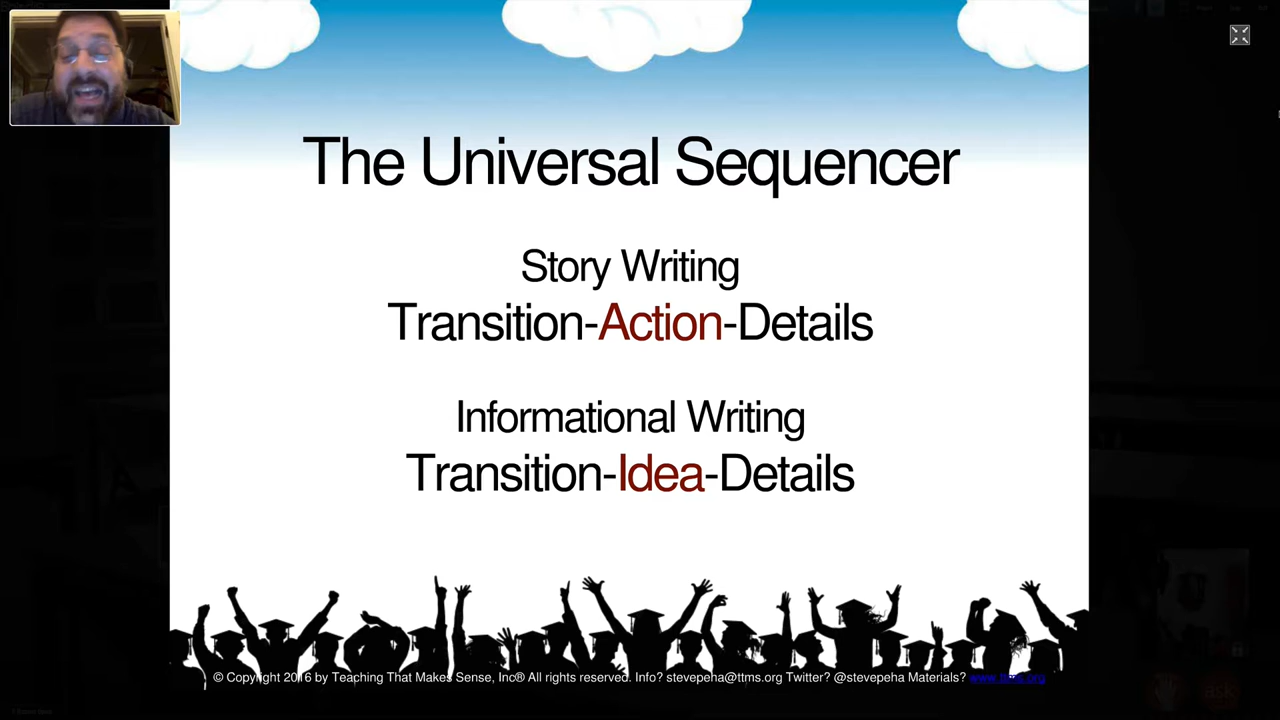 The Universal Sequencer
Story Writing
Transition-Action-Details
Informational Writing
Transition-Idea-Details
© Copyright 2016 by Teaching That Makes Sense, Inc® All rights reserved. Info? stevepeha@ttms.org Twitter? @stevepeha Materials? www.ttms.org
ask